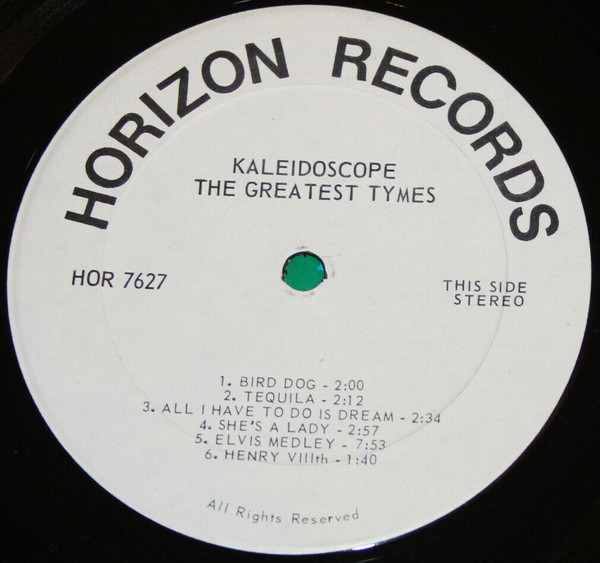 HORIZON RECORDS
KALEIDOSCOPE
THE GREATEST TYMES
HOR 7627
THIS SIDE
STEREO
1. BIRD DOG - 2:00
2. TEQUILA - 2:12
3. ALL I HAVE TO DO IS DREAM - 2:34
4. SHE'S A LADY - 2:57
5. ELVIS MEDLEY - 7:53
6. HENRY VIIIth - 1:40
All Rights Reserved